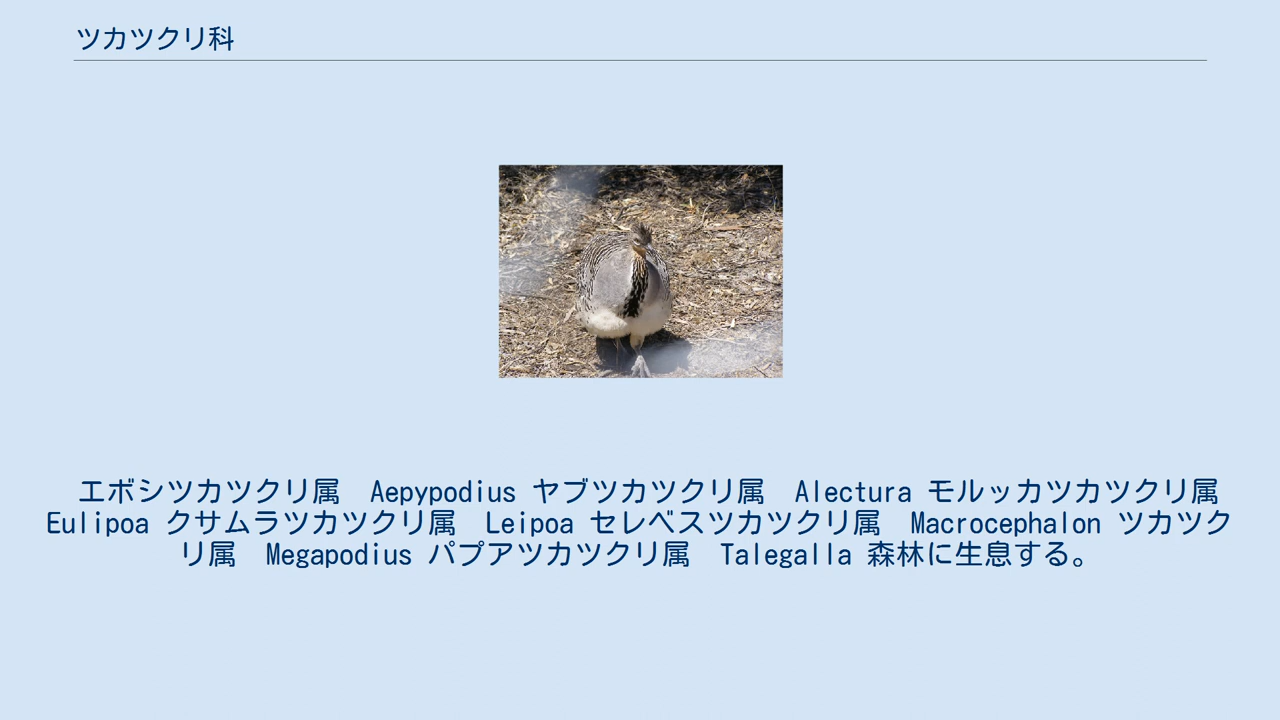 ツカツクリ科
エボシツカツクリ属　Aepypodius ヤブツカツクリ属　Alectura モルッカツカツクリ属
Eulipoa クサムラツカツクリ属　Leipoa セレベスツカツクリ属　Macrocephalon ツカツク
リ属　Megapodius パプアツカツクリ属　Talegalla 森林に生息する。